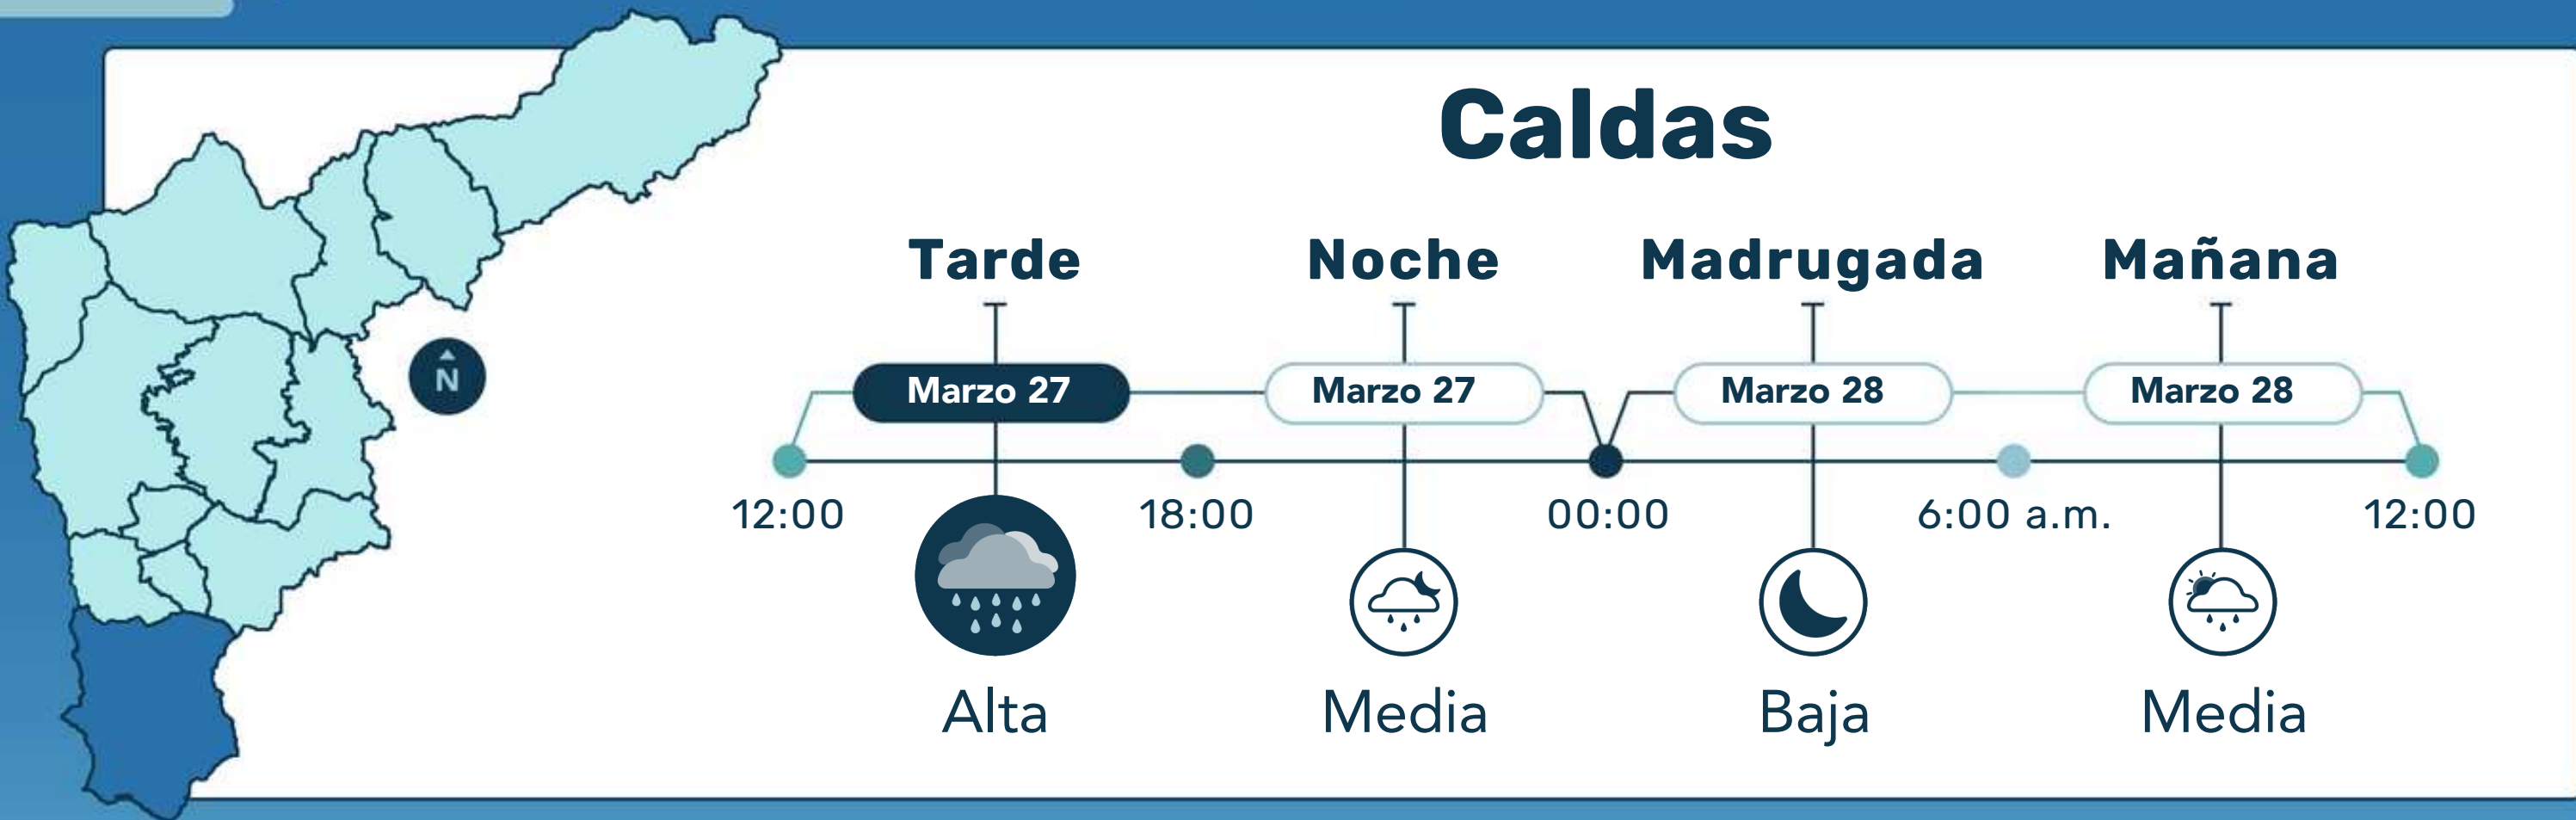 Caldas
Tarde Noche Madrugada Mañana
Marzo 27 Marzo 27 Marzo 28 Marzo 28
N
12:00 18:00 00:00 6:00 a.m. 12:00
Alta Media Baja Media